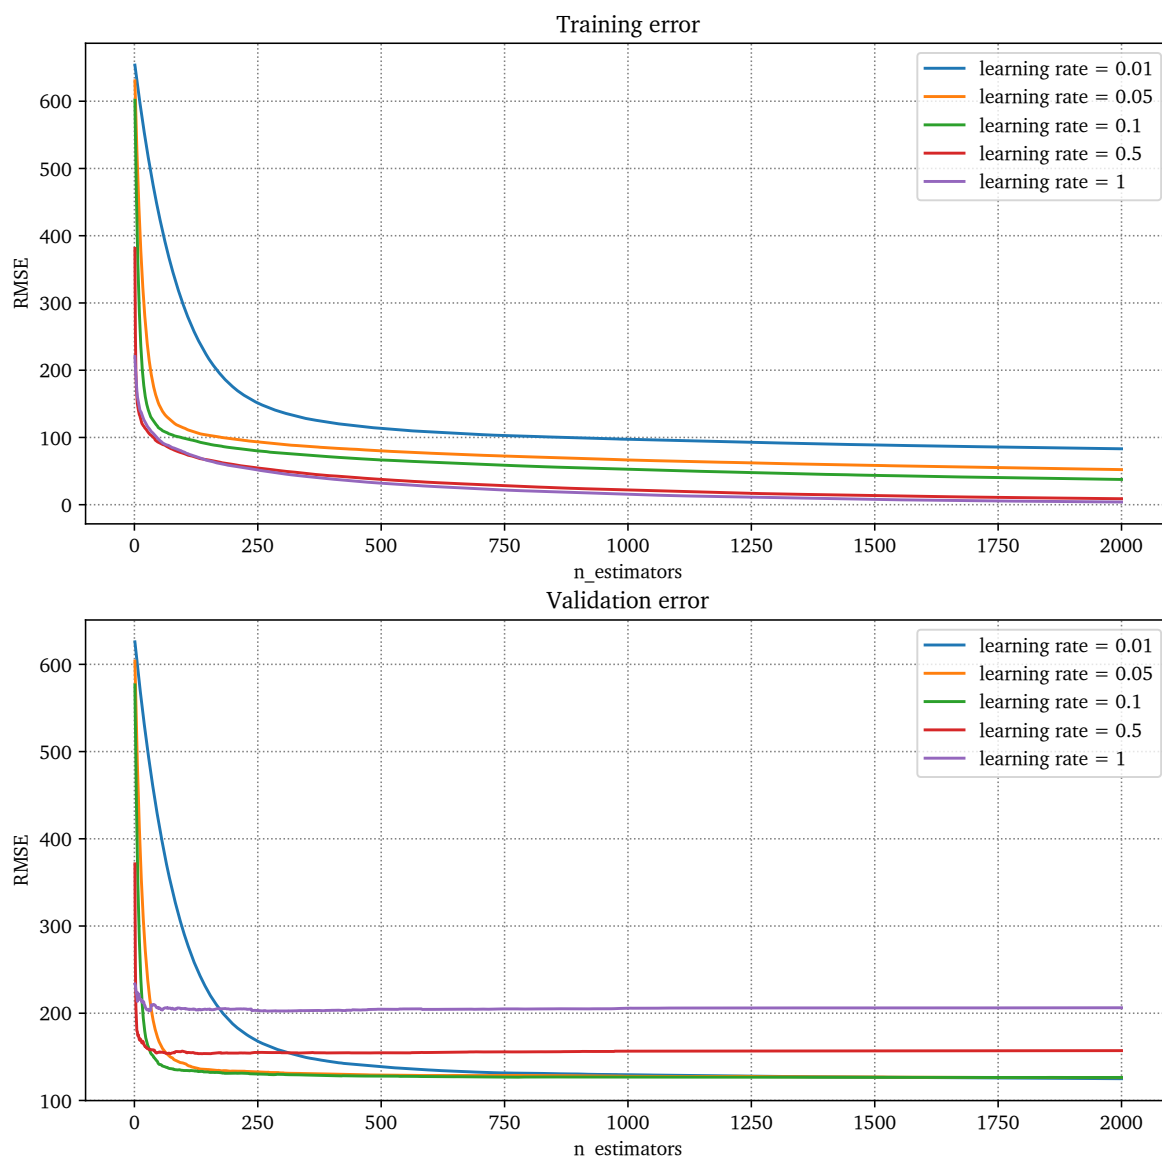 Training error
600
500
400
300
200
100
0
RMSE
learning rate = 0.01
learning rate = 0.05
learning rate = 0.1
learning rate = 0.5
learning rate = 1
0 250 500 750 1000 1250 1500 1750 2000
n_estimators
Validation error
600
500
400
300
200
100
RMSE
learning rate = 0.01
learning rate = 0.05
learning rate = 0.1
learning rate = 0.5
learning rate = 1
0 250 500 750 1000 1250 1500 1750 2000
n estimators